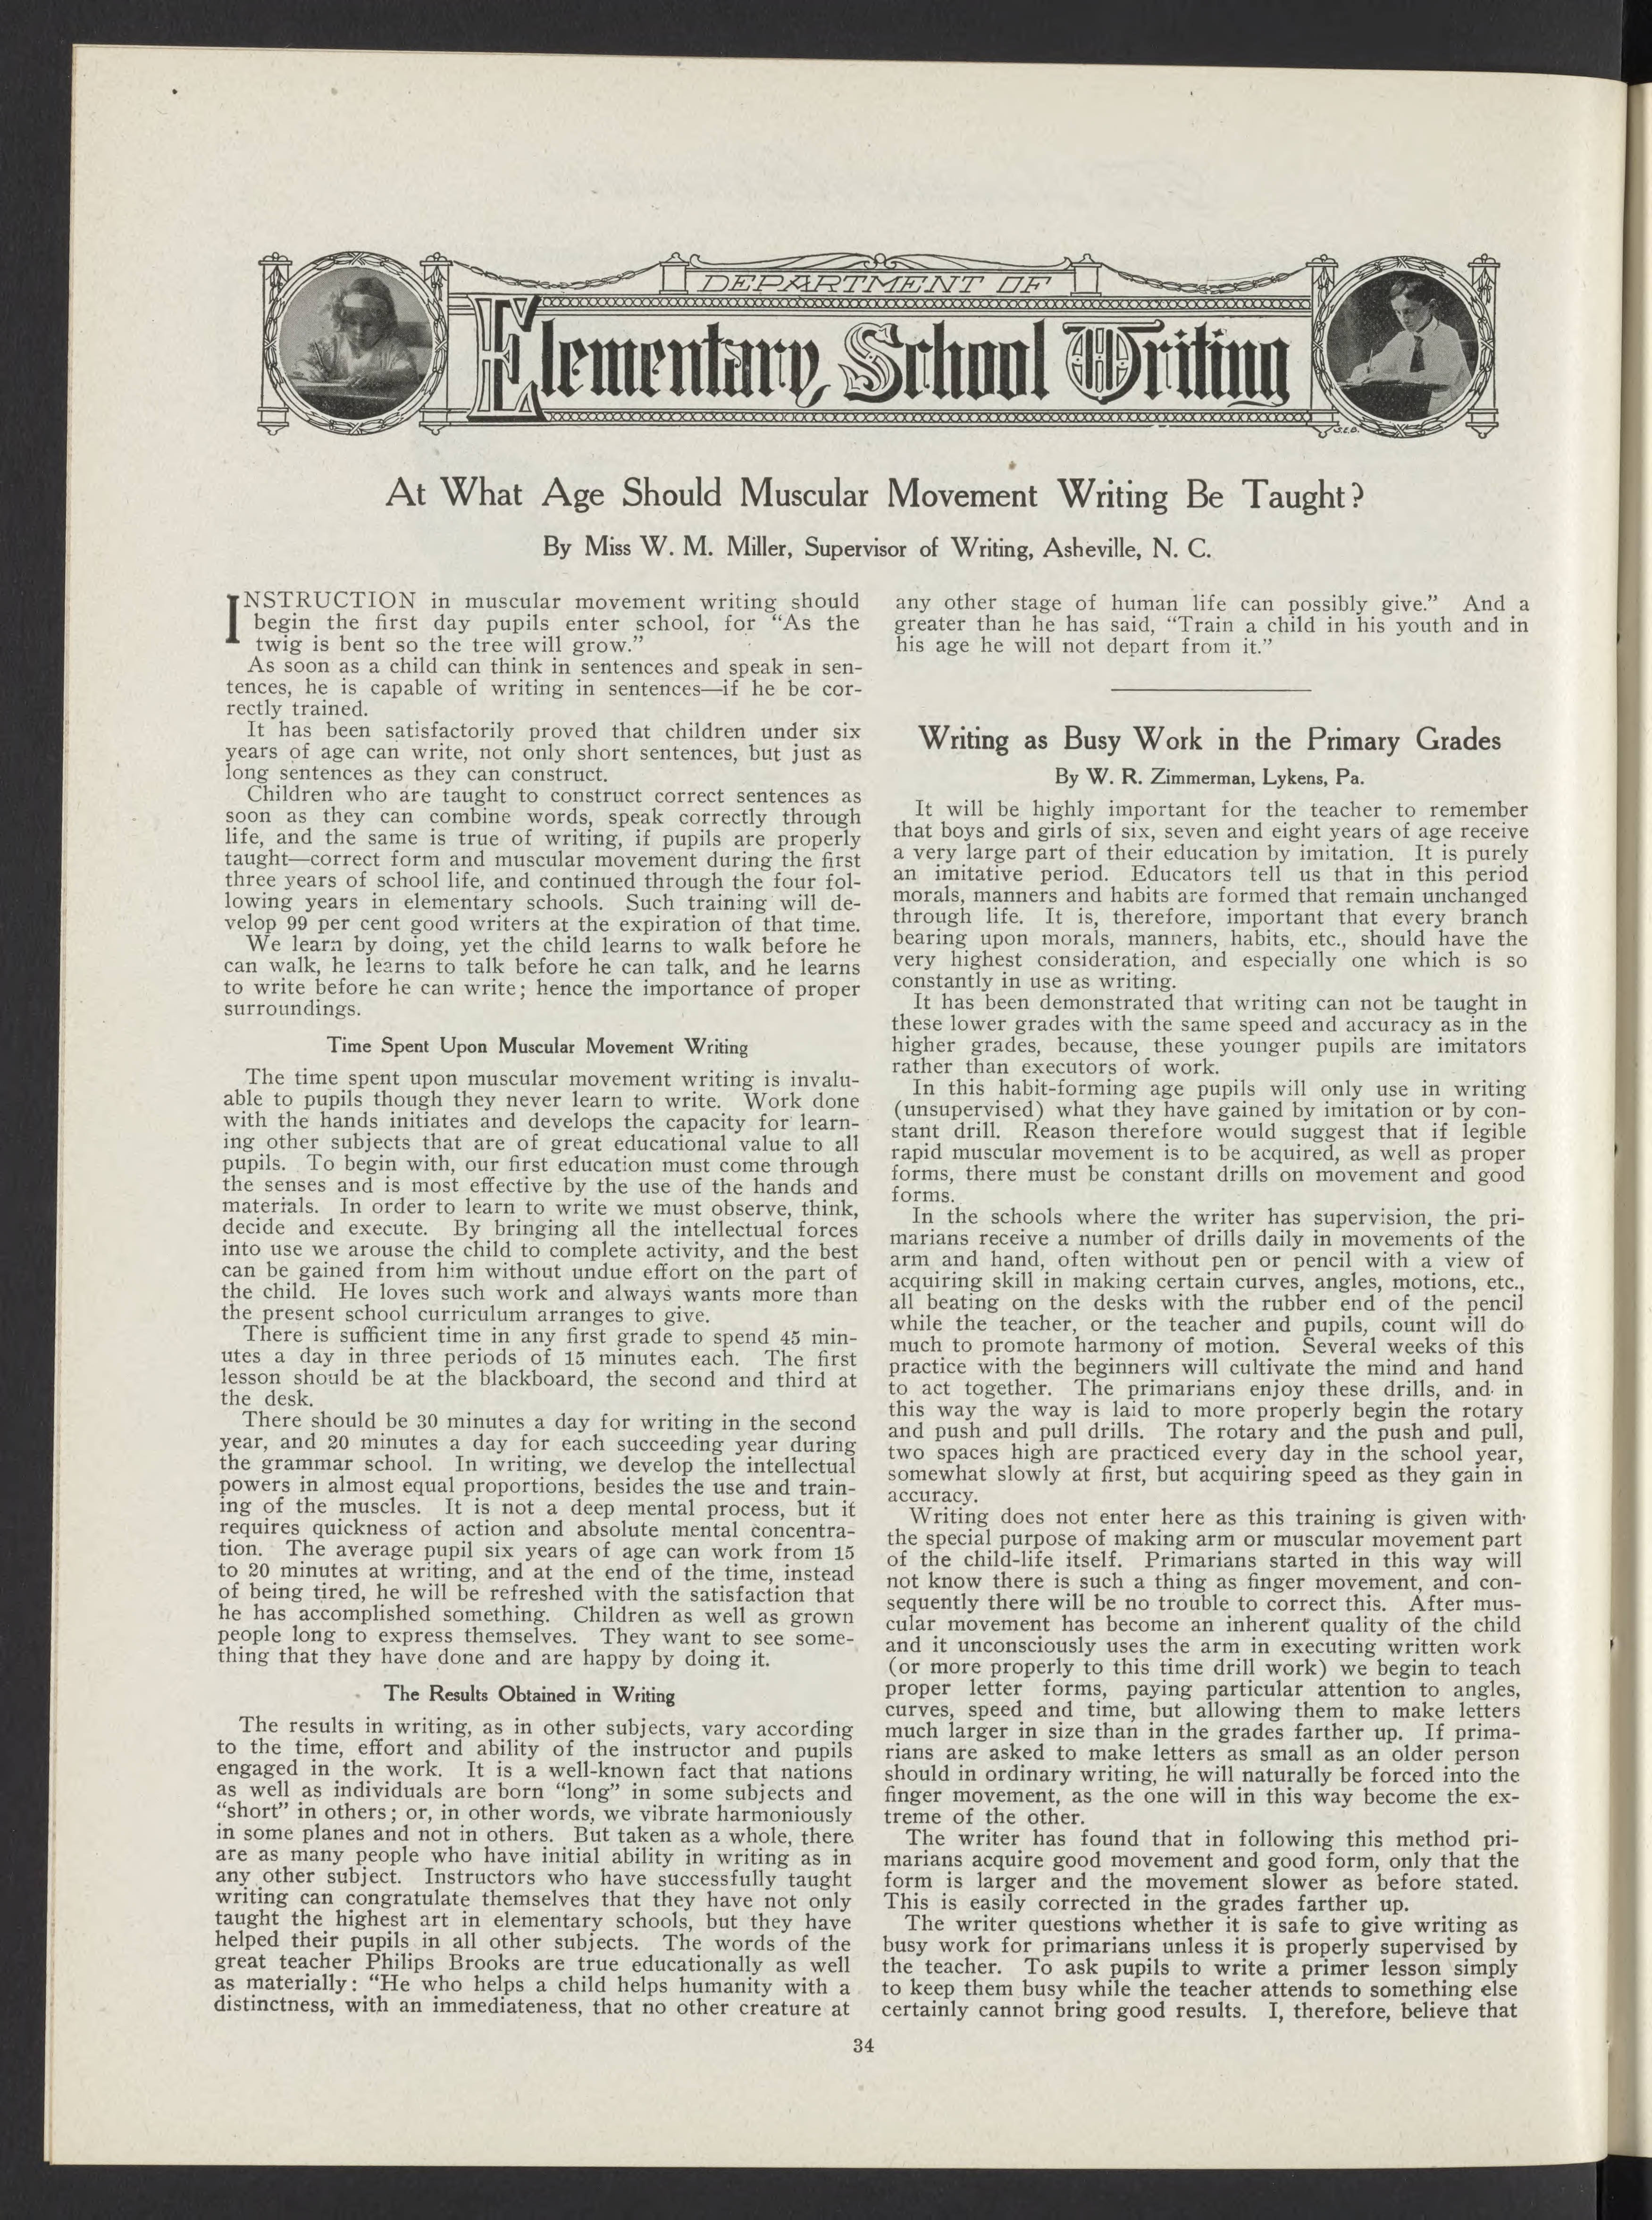 DEPARTMENT OF
Elementary School Writing
S.E.B.
At What Age Should Muscular Movement Writing Be Taught?
By Miss W. M. Miller, Supervisor of Writing, Asheville, N. C.
INSTRUCTION in muscular movement writing should
begin the first day pupils enter school, for “As the
twig is bent so the tree will grow.”
As soon as a child can think in sentences and speak in sen-
tences, he is capable of writing in sentences—if he be cor-
rectly trained.
It has been satisfactorily proved that children under six
years of age can write, not only short sentences, but just as
long sentences as they can construct.
Children who are taught to construct correct sentences as
soon as they can combine words, speak correctly through
life, and the same is true of writing, if pupils are properly
taught—correct form and muscular movement during the first
three years of school life, and continued through the four fol-
lowing years in elementary schools. Such training will de-
velop 99 per cent good writers at the expiration of that time.
We learn by doing, yet the child learns to walk before he
can walk, he learns to talk before he can talk, and he learns
to write before he can write; hence the importance of proper
surroundings.
Time Spent Upon Muscular Movement Writing
The time spent upon muscular movement writing is invalu-
able to pupils though they never learn to write. Work done
with the hands initiates and develops the capacity for learn-
ing other subjects that are of great educational value to all
pupils. To begin with, our first education must come through
the senses and is most effective by the use of the hands and
materials. In order to learn to write we must observe, think,
decide and execute. By bringing all the intellectual forces
into use we arouse the child to complete activity, and the best
can be gained from him without undue effort on the part of
the child. He loves such work and always wants more than
the present school curriculum arranges to give.
There is sufficient time in any first grade to spend 45 min-
utes a day in three periods of 15 minutes each. The first
lesson should be at the blackboard, the second and third at
the desk.
There should be 30 minutes a day for writing in the second
year, and 20 minutes a day for each succeeding year during
the grammar school. In writing, we develop the intellectual
powers in almost equal proportions, besides the use and train-
ing of the muscles. It is not a deep mental process, but it
requires quickness of action and absolute mental concentra-
tion. The average pupil six years of age can work from 15
to 20 minutes at writing, and at the end of the time, instead
of being tired, he will be refreshed with the satisfaction that
he has accomplished something. Children as well as grown
people long to express themselves. They want to see some-
thing that they have done and are happy by doing it.
The Results Obtained in Writing
The results in writing, as in other subjects, vary according
to the time, effort and ability of the instructor and pupils
engaged in the work. It is a well-known fact that nations
as well as individuals are born “long” in some subjects and
“short” in others; or, in other words, we vibrate harmoniously
in some planes and not in others. But taken as a whole, there
are as many people who have initial ability in writing as in
any other subject. Instructors who have successfully taught
writing can congratulate themselves that they have not only
taught the highest art in elementary schools, but they have
helped their pupils in all other subjects. The words of the
great teacher Philips Brooks are true educationally as well
as materially: “He who helps a child helps humanity with a
distinctness, with an immediateness, that no other creature at
any other stage of human life can possibly give.” And a
greater than he has said, “Train a child in his youth and in
his age he will not depart from it.”
Writing as Busy Work in the Primary Grades
By W. R. Zimmerman, Lykens, Pa.
It will be highly important for the teacher to remember
that boys and girls of six, seven and eight years of age receive
a very large part of their education by imitation. It is purely
an imitative period. Educators tell us that in this period
morals, manners and habits are formed that remain unchanged
through life. It is, therefore, important that every branch
bearing upon morals, manners, habits, etc., should have the
very highest consideration, and especially one which is so
constantly in use as writing.
It has been demonstrated that writing can not be taught in
these lower grades with the same speed and accuracy as in the
higher grades, because, these younger pupils are imitators
rather than executors of work.
In this habit-forming age pupils will only use in writing
(unsupervised) what they have gained by imitation or by con-
stant drill. Reason therefore would suggest that if legible
rapid muscular movement is to be acquired, as well as proper
forms, there must be constant drills on movement and good
forms.
In the schools where the writer has supervision, the pri-
marians receive a number of drills daily in movements of the
arm and hand, often without pen or pencil with a view of
acquiring skill in making certain curves, angles, motions, etc.,
all beating on the desks with the rubber end of the pencil
while the teacher, or the teacher and pupils, count will do
much to promote harmony of motion. Several weeks of this
practice with the beginners will cultivate the mind and hand
to act together. The primarians enjoy these drills, and in
this way the way is laid to more properly begin the rotary
and push and pull drills. The rotary and the push and pull,
two spaces high are practiced every day in the school year,
somewhat slowly at first, but acquiring speed as they gain in
accuracy.
Writing does not enter here as this training is given with
the special purpose of making arm or muscular movement part
of the child-life itself. Primarians started in this way will
not know there is such a thing as finger movement, and con-
sequently there will be no trouble to correct this. After mus-
cular movement has become an inherent quality of the child
and it unconsciously uses the arm in executing written work
(or more properly to this time drill work) we begin to teach
proper letter forms, paying particular attention to angles,
curves, speed and time, but allowing them to make letters
much larger in size than in the grades farther up. If prima-
rians are asked to make letters as small as an older person
should in ordinary writing, he will naturally be forced into the
finger movement, as the one will in this way become the ex-
treme of the other.
The writer has found that in following this method pri-
marians acquire good movement and good form, only that the
form is larger and the movement slower as before stated.
This is easily corrected in the grades farther up.
The writer questions whether it is safe to give writing as
busy work for primarians unless it is properly supervised by
the teacher. To ask pupils to write a primer lesson simply
to keep them busy while the teacher attends to something else
certainly cannot bring good results. I, therefore, believe that
34